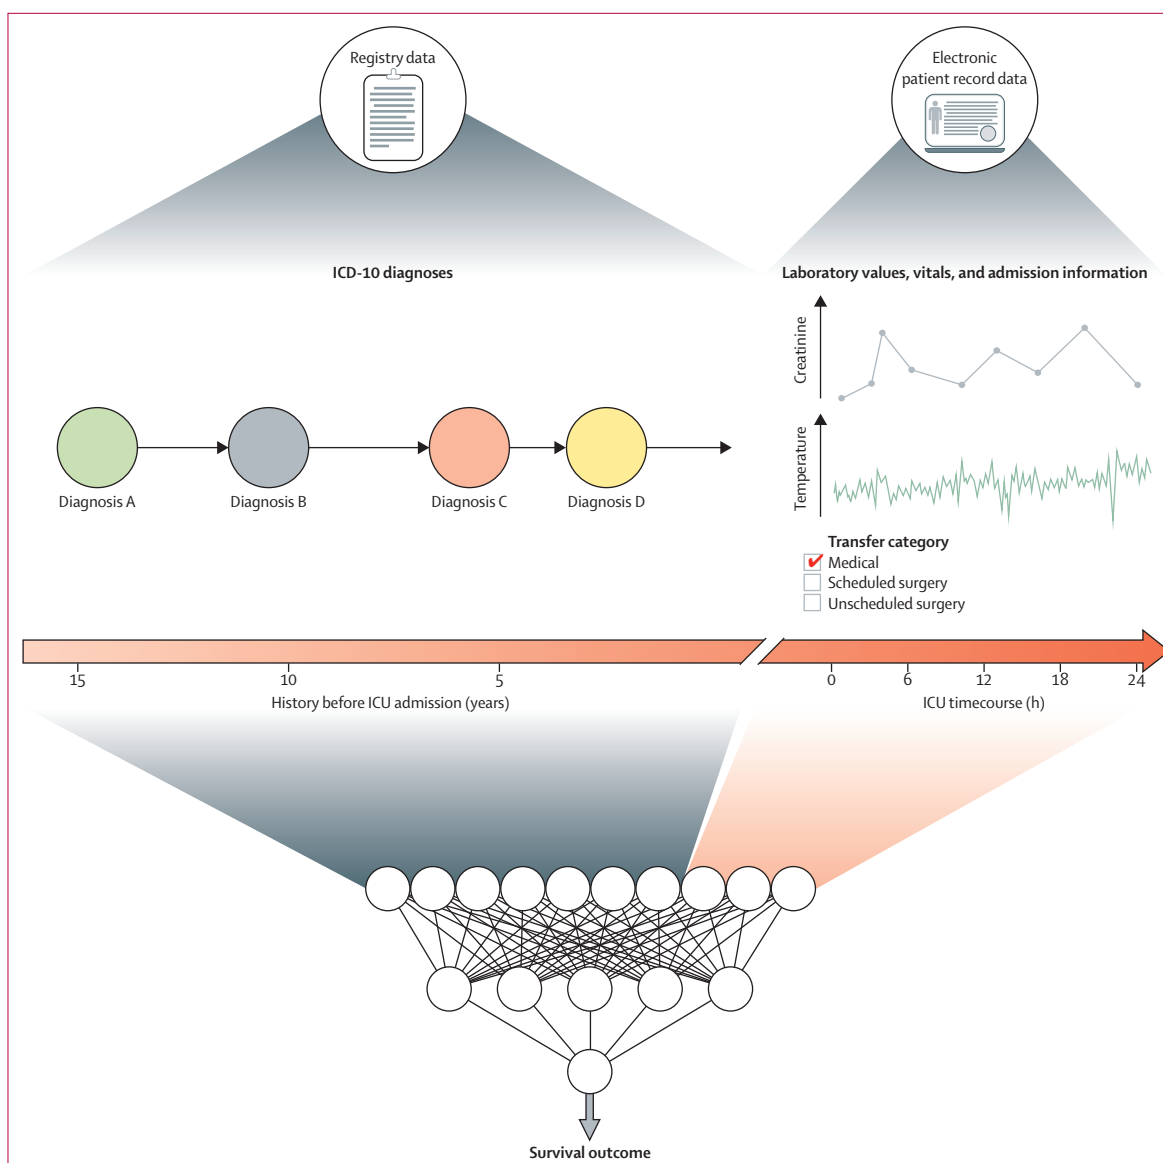 Registry data
Electronic
patient record data
ICD-10 diagnoses
Laboratory values, vitals, and admission information
Creatinine
Temperature
Diagnosis A
Diagnosis B
Diagnosis C
Diagnosis D
Transfer category
Medical
Scheduled surgery
Unscheduled surgery
15
10
5
0
6
12
18
24
History before ICU admission (years)
ICU timecourse (h)
Survival outcome